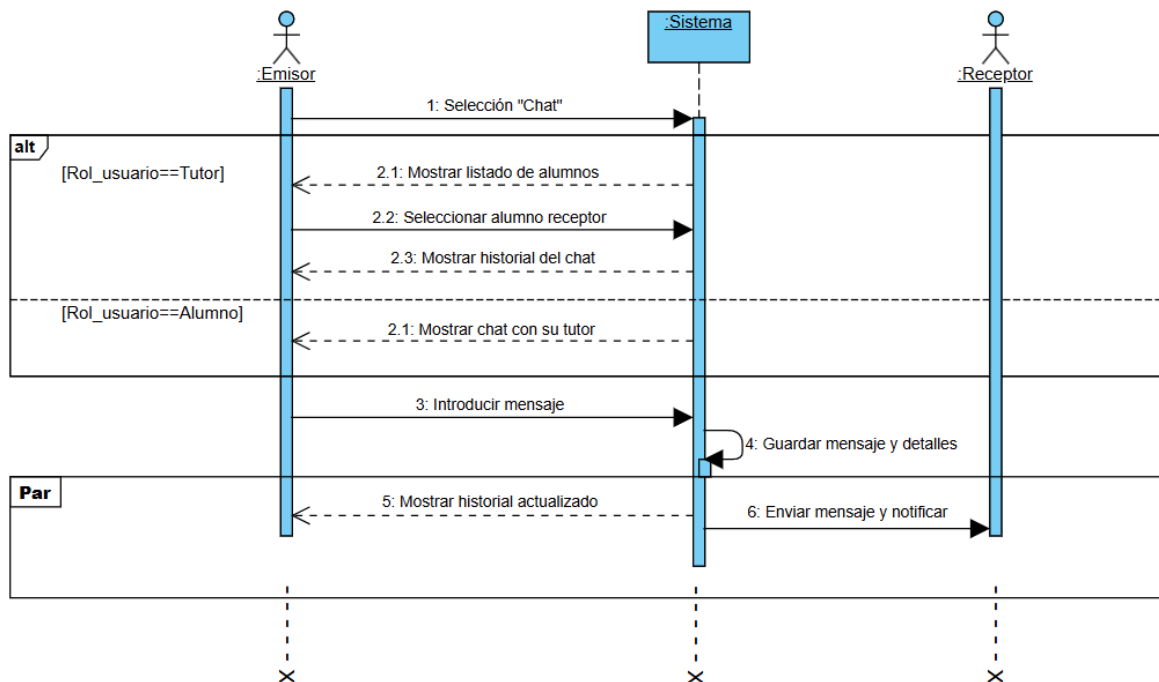 :Emisor
:Sistema
:Receptor
1: Selección "Chat"
alt
[Rol_usuario==Tutor]
2.1: Mostrar listado de alumnos
2.2: Seleccionar alumno receptor
2.3: Mostrar historial del chat
[Rol_usuario==Alumno]
2.1: Mostrar chat con su tutor
3: Introducir mensaje
4: Guardar mensaje y detalles
Par
5: Mostrar historial actualizado
6: Enviar mensaje y notificar